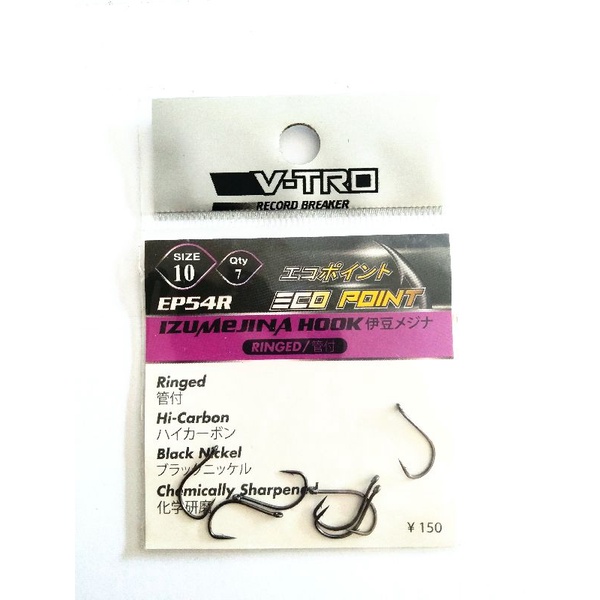 V-TRO
RECORD BREAKER
SIZE
10
Qty
7
エコポイント
EP54R
ECO POINT
IZUMEJINA HOOK 伊豆メジナ
RINGED/管付
Ringed
管付
Hi-Carbon
ハイカーボン
Black Nickel
ブラックニッケル
Chemically Sharpened
化学研磨
¥ 150